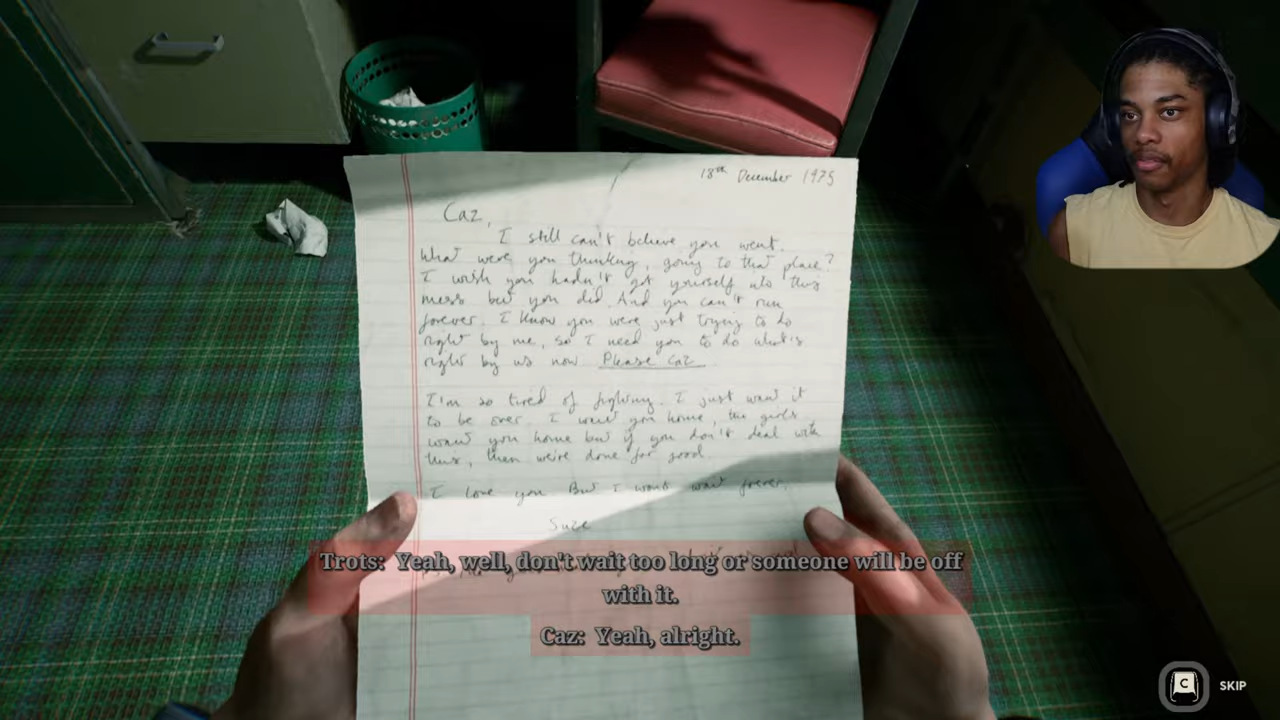 18th December 1975
Caz,
I still can't believe you went.
What were you thinking, going to that place?
I wish you hadn't got yourself into this
mess but you did. And you can't run
forever. I know you were just trying to do
right by me, so I need you to do what's
right by us now. Please Caz
I'm so tired of fighting. I just want it
to be over. I want you home, the girls
want you home but if you don't deal with
this, then we're done for good
I love you. But I won't wait forever.
Suze
Trots: Yeah, well, don't wait too long or someone will be off
with it.
Caz: Yeah, alright.
C SKIP